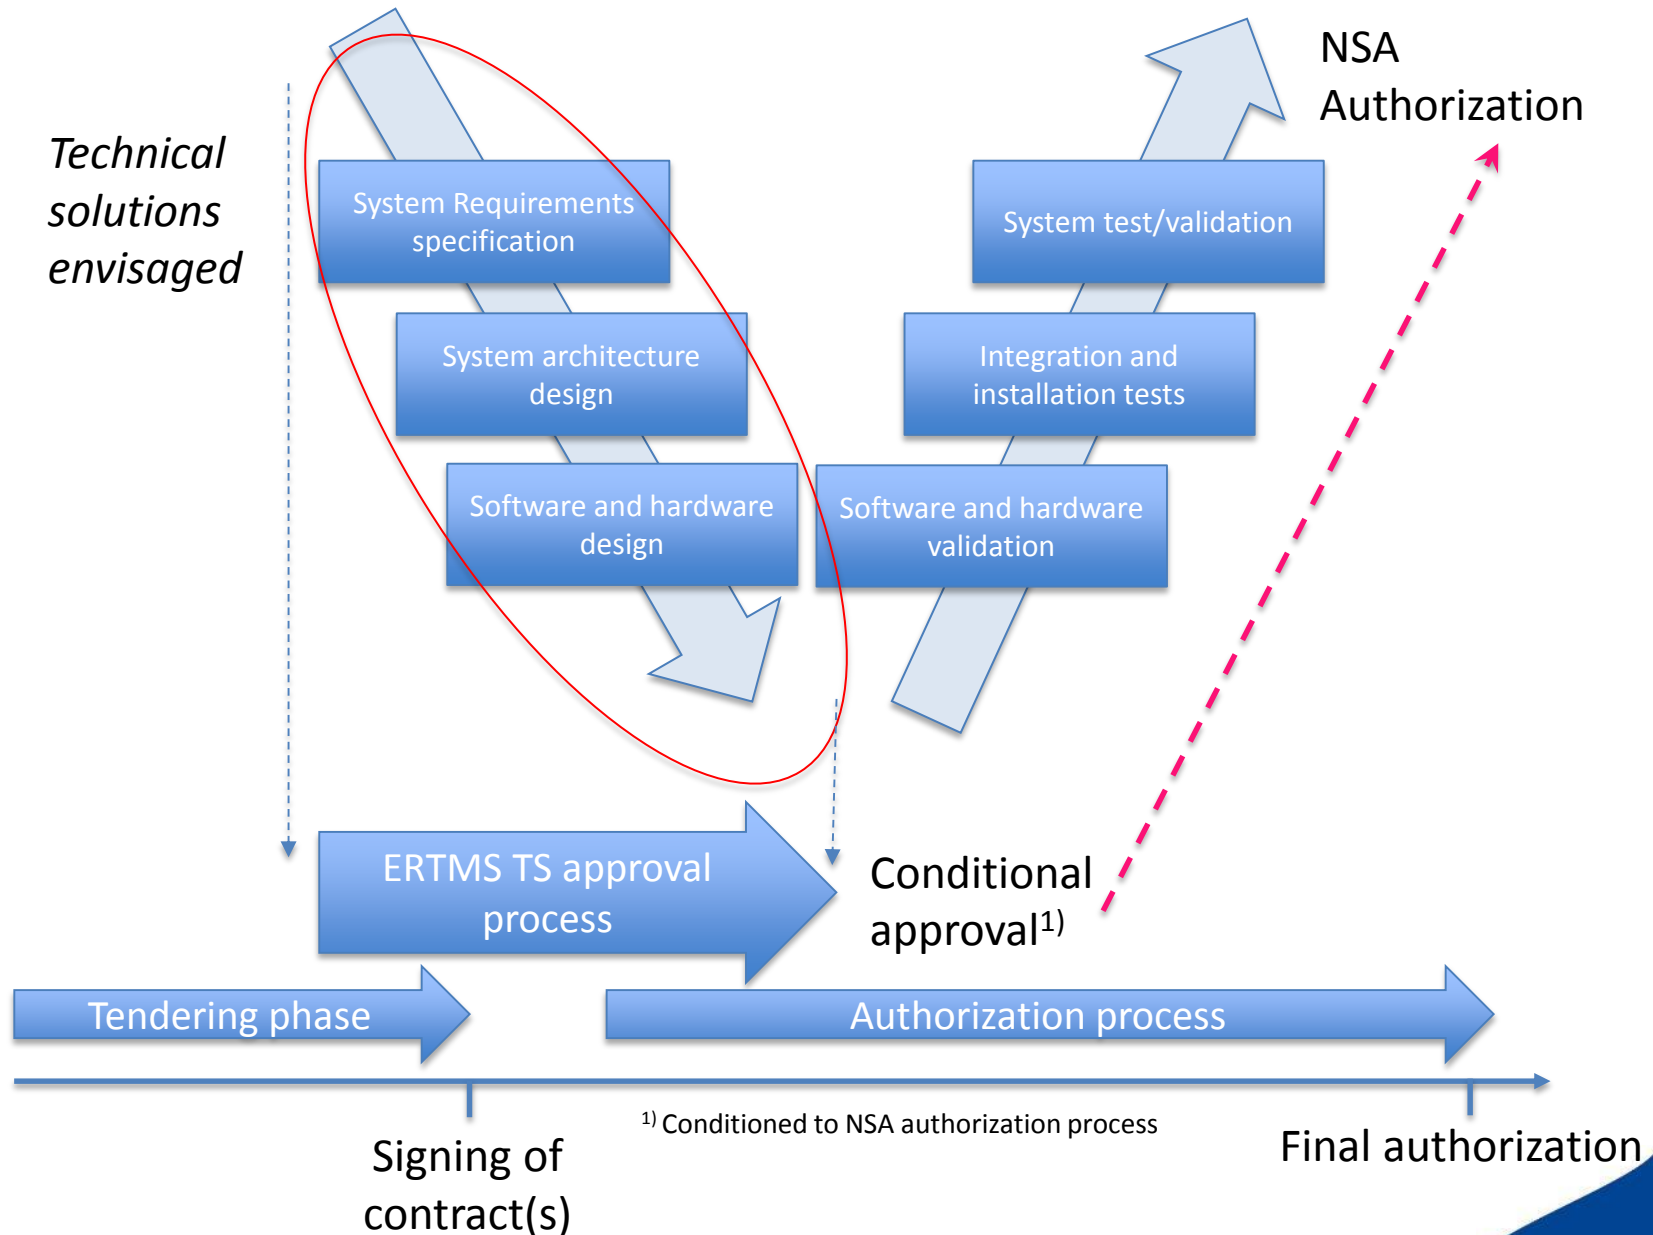 NSA
Authorization
Technical
solutions
envisaged
System Requirements
specification
System test/validation
System architecture
design
Integration and
installation tests
Software and hardware
design
Software and hardware
validation
ERTMS TS approval
process
Conditional
approval1)
Tendering phase
Authorization process
1) Conditioned to NSA authorization process
Signing of
contract(s)
Final authorization